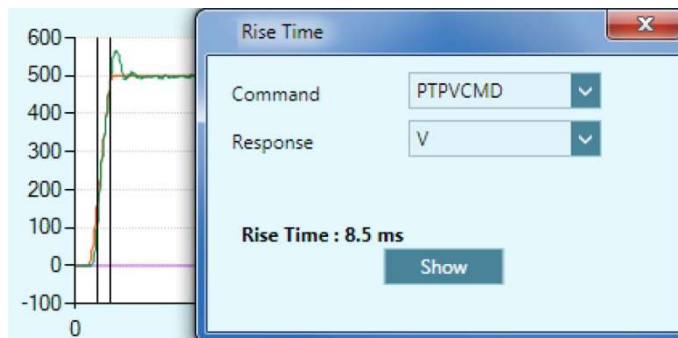 600
500
400
300
200
100
0
-100
0
Rise Time
Command PTPVCMD
Response V
Rise Time : 8.5 ms
Show